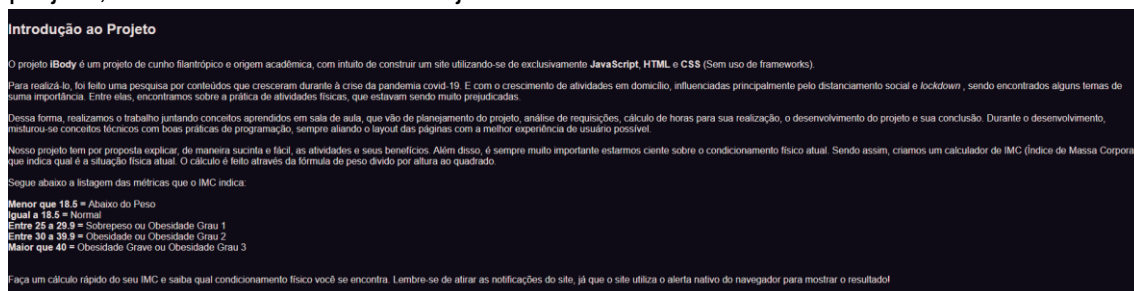 Introdução ao Projeto
O projeto iBody é um projeto de cunho filantrópico e origem acadêmica, com intuito de construir um site utilizando-se de exclusivamente JavaScript, HTML e CSS (Sem uso de frameworks).
Para realizá-lo, foi feito uma pesquisa por conteúdos que cresceram durante à crise da pandemia covid-19. E com o crescimento de atividades em domicílio, influenciadas principalmente pelo distanciamento social e lockdown , sendo encontrados alguns temas de
suma importância. Entre elas, encontramos sobre a prática de atividades físicas, que estavam sendo muito prejudicadas.
Dessa forma, realizamos o trabalho juntando conceitos aprendidos em sala de aula, que vão de planejamento do projeto, análise de requisições, cálculo de horas para sua realização, o desenvolvimento do projeto e sua conclusão. Durante o desenvolvimento,
misturou-se conceitos técnicos com boas práticas de programação, sempre aliando o layout das páginas com a melhor experiência de usuário possível.
Nosso projeto tem por proposta explicar, de maneira sucinta e fácil, as atividades e seus benefícios. Além disso, é sempre muito importante estarmos ciente sobre o condicionamento físico atual. Sendo assim, criamos um calculador de IMC (Índice de Massa Corpora
que indica qual é a situação física atual. O cálculo é feito através da fórmula de peso divido por altura ao quadrado.
Segue abaixo a listagem das métricas que o IMC indica:
Menor que 18.5 = Abaixo do Peso
Igual a 18.5 = Normal
Entre 25 a 29.9 = Sobrepeso ou Obesidade Grau 1
Entre 30 a 39.9 = Obesidade ou Obesidade Grau 2
Maior que 40 = Obesidade Grave ou Obesidade Grau 3
Faça um cálculo rápido do seu IMC e saiba qual condicionamento físico você se encontra. Lembre-se de atirar as notificações do site, já que o site utiliza o alerta nativo do navegador para mostrar o resultado!